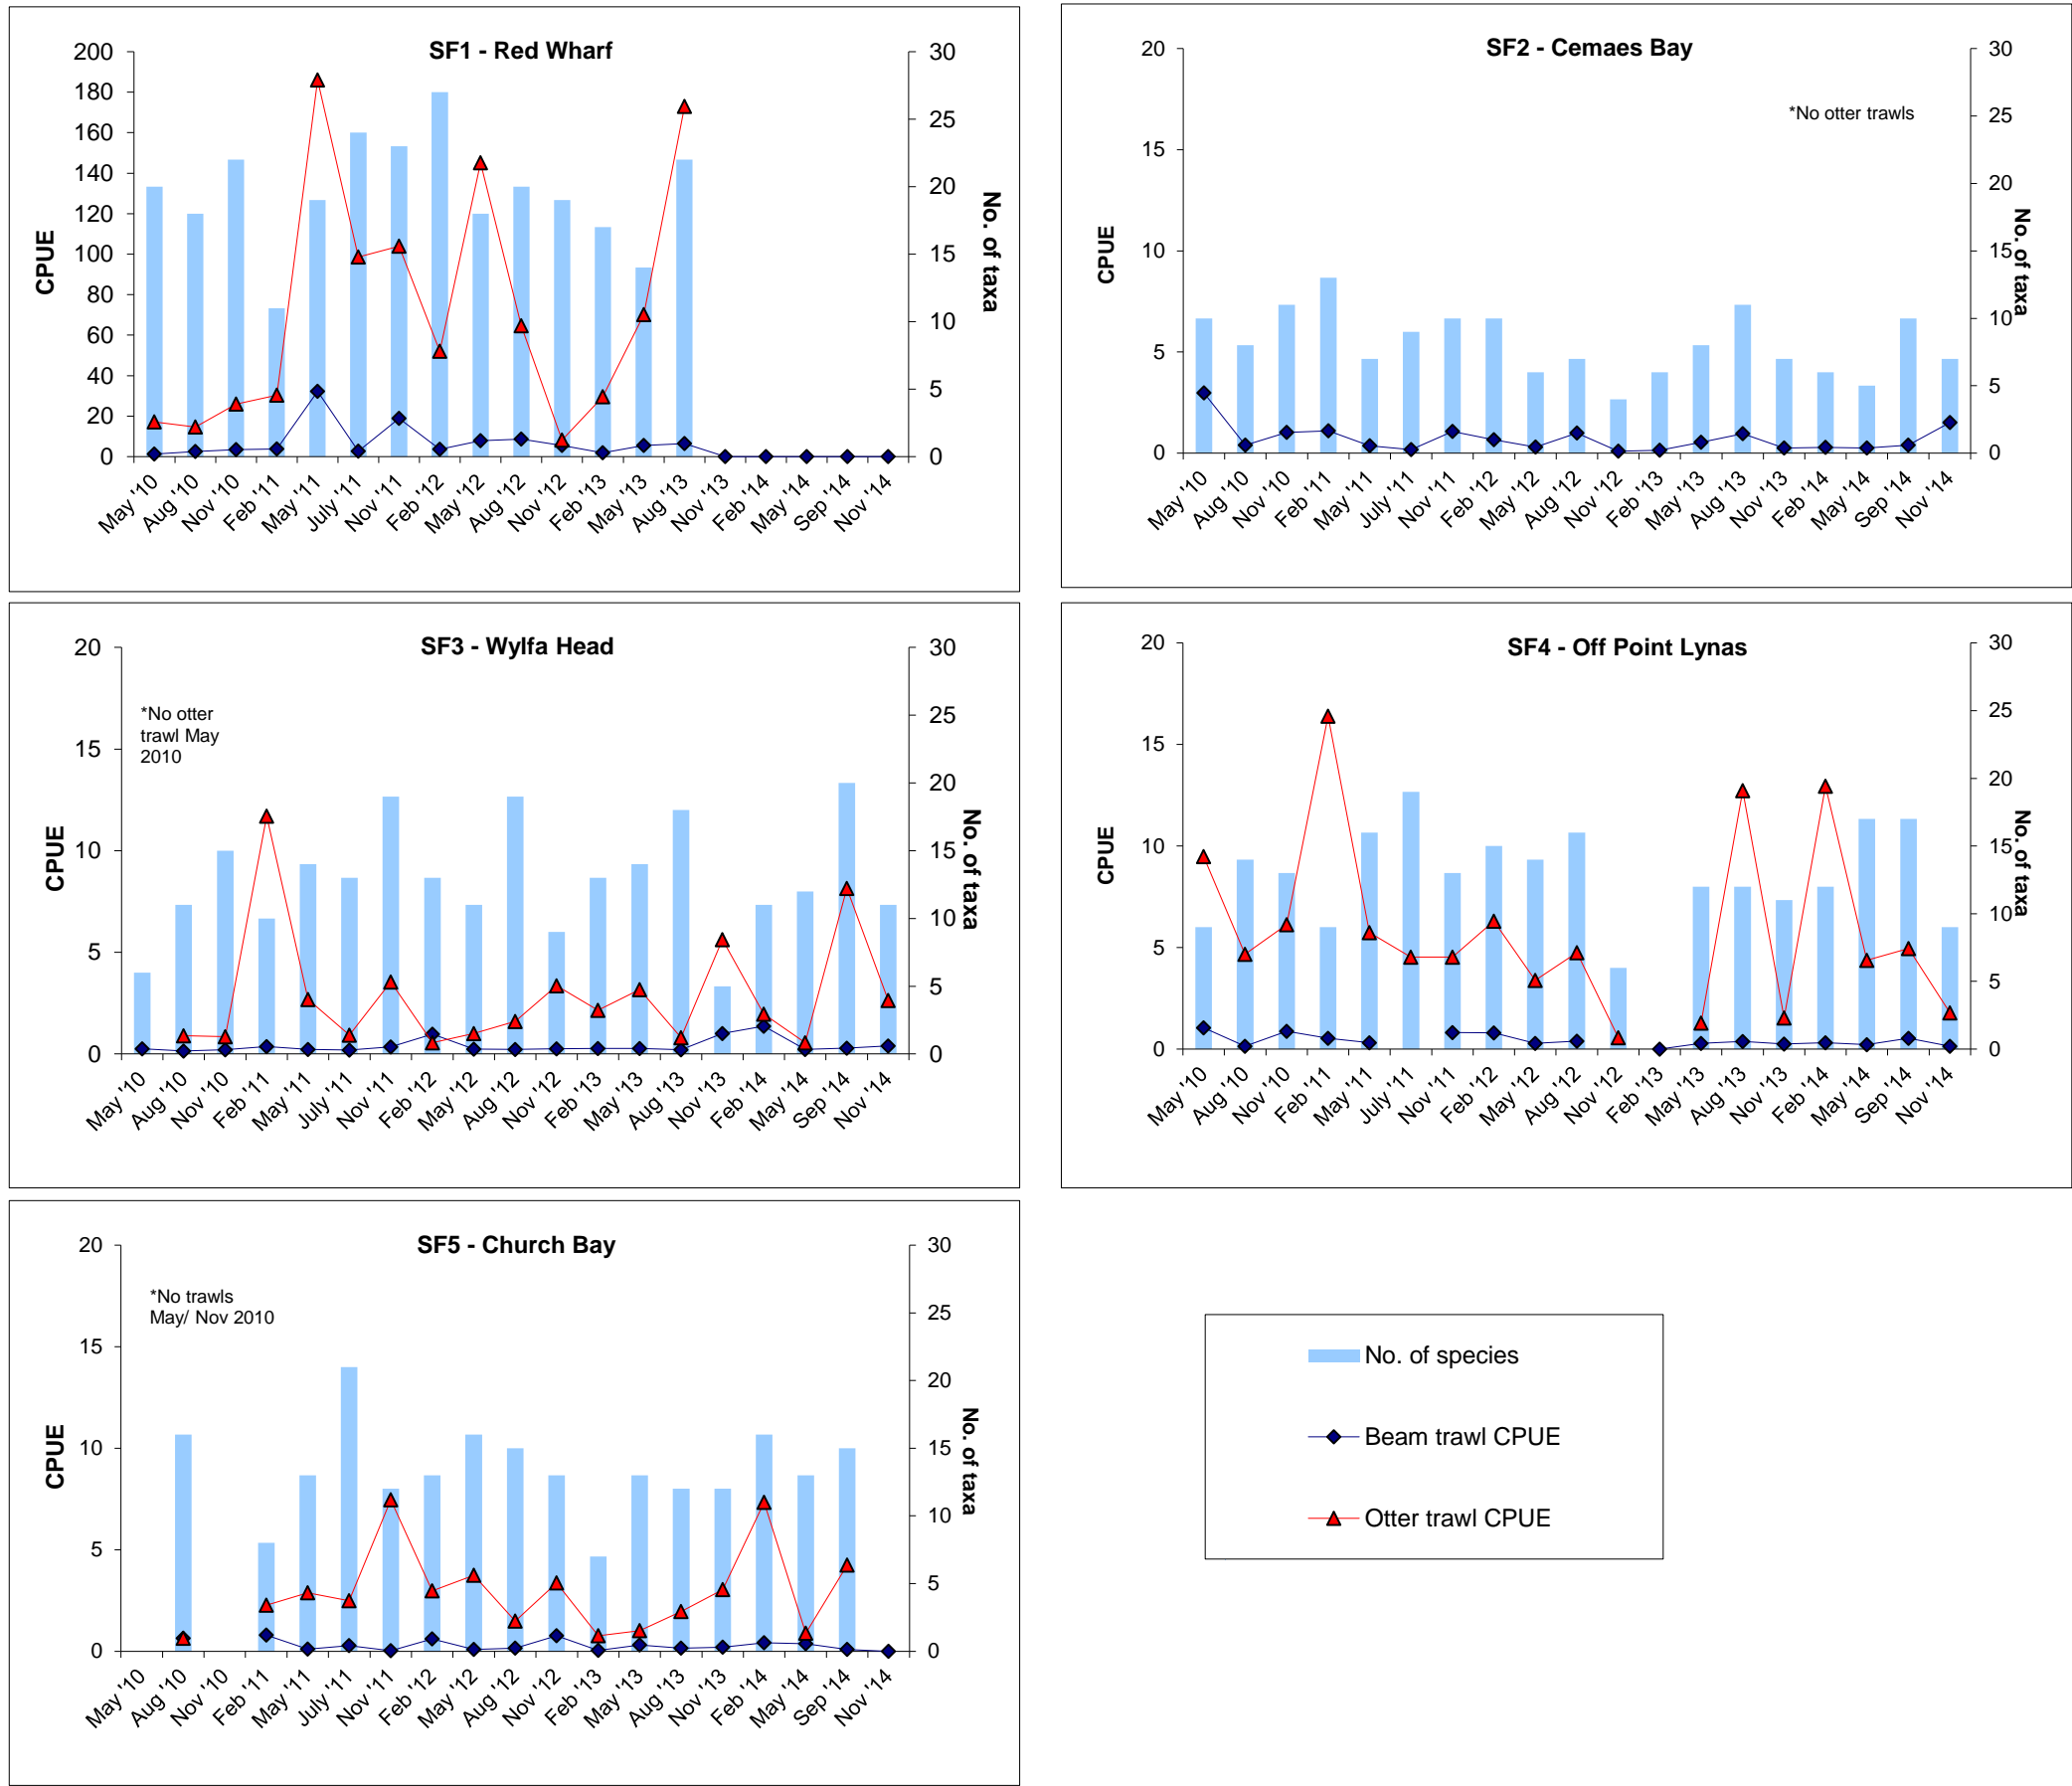 SF1 - Red Wharf
CPUE
No. of taxa
200
180
160
140
120
100
80
60
40
20
0
30
25
20
15
10
5
0
May '10
Aug '10
Nov '10
Feb '11
May '11
July '11
Nov '11
Feb '12
May '12
Aug '12
Nov '12
Feb '13
May '13
Aug '13
Nov '13
Feb '14
May '14
Sep '14
Nov '14
SF2 - Cemaes Bay
*No otter trawls
CPUE
No. of taxa
20
15
10
5
0
30
25
20
15
10
5
0
May '10
Aug '10
Nov '10
Feb '11
May '11
July '11
Nov '11
Feb '12
May '12
Aug '12
Nov '12
Feb '13
May '13
Aug '13
Nov '13
Feb '14
May '14
Sep '14
Nov '14
SF3 - Wylfa Head
*No otter
trawl May
2010
CPUE
No. of taxa
20
15
10
5
0
30
25
20
15
10
5
0
May '10
Aug '10
Nov '10
Feb '11
May '11
July '11
Nov '11
Feb '12
May '12
Aug '12
Nov '12
Feb '13
May '13
Aug '13
Nov '13
Feb '14
May '14
Sep '14
Nov '14
SF4 - Off Point Lynas
CPUE
No. of taxa
20
15
10
5
0
30
25
20
15
10
5
0
May '10
Aug '10
Nov '10
Feb '11
May '11
July '11
Nov '11
Feb '12
May '12
Aug '12
Nov '12
Feb '13
May '13
Aug '13
Nov '13
Feb '14
May '14
Sep '14
Nov '14
SF5 - Church Bay
*No trawls
May/ Nov 2010
CPUE
No. of taxa
20
15
10
5
0
30
25
20
15
10
5
0
May '10
Aug '10
Nov '10
Feb '11
May '11
July '11
Nov '11
Feb '12
May '12
Aug '12
Nov '12
Feb '13
May '13
Aug '13
Nov '13
Feb '14
May '14
Sep '14
Nov '14
No. of species
Beam trawl CPUE
Otter trawl CPUE